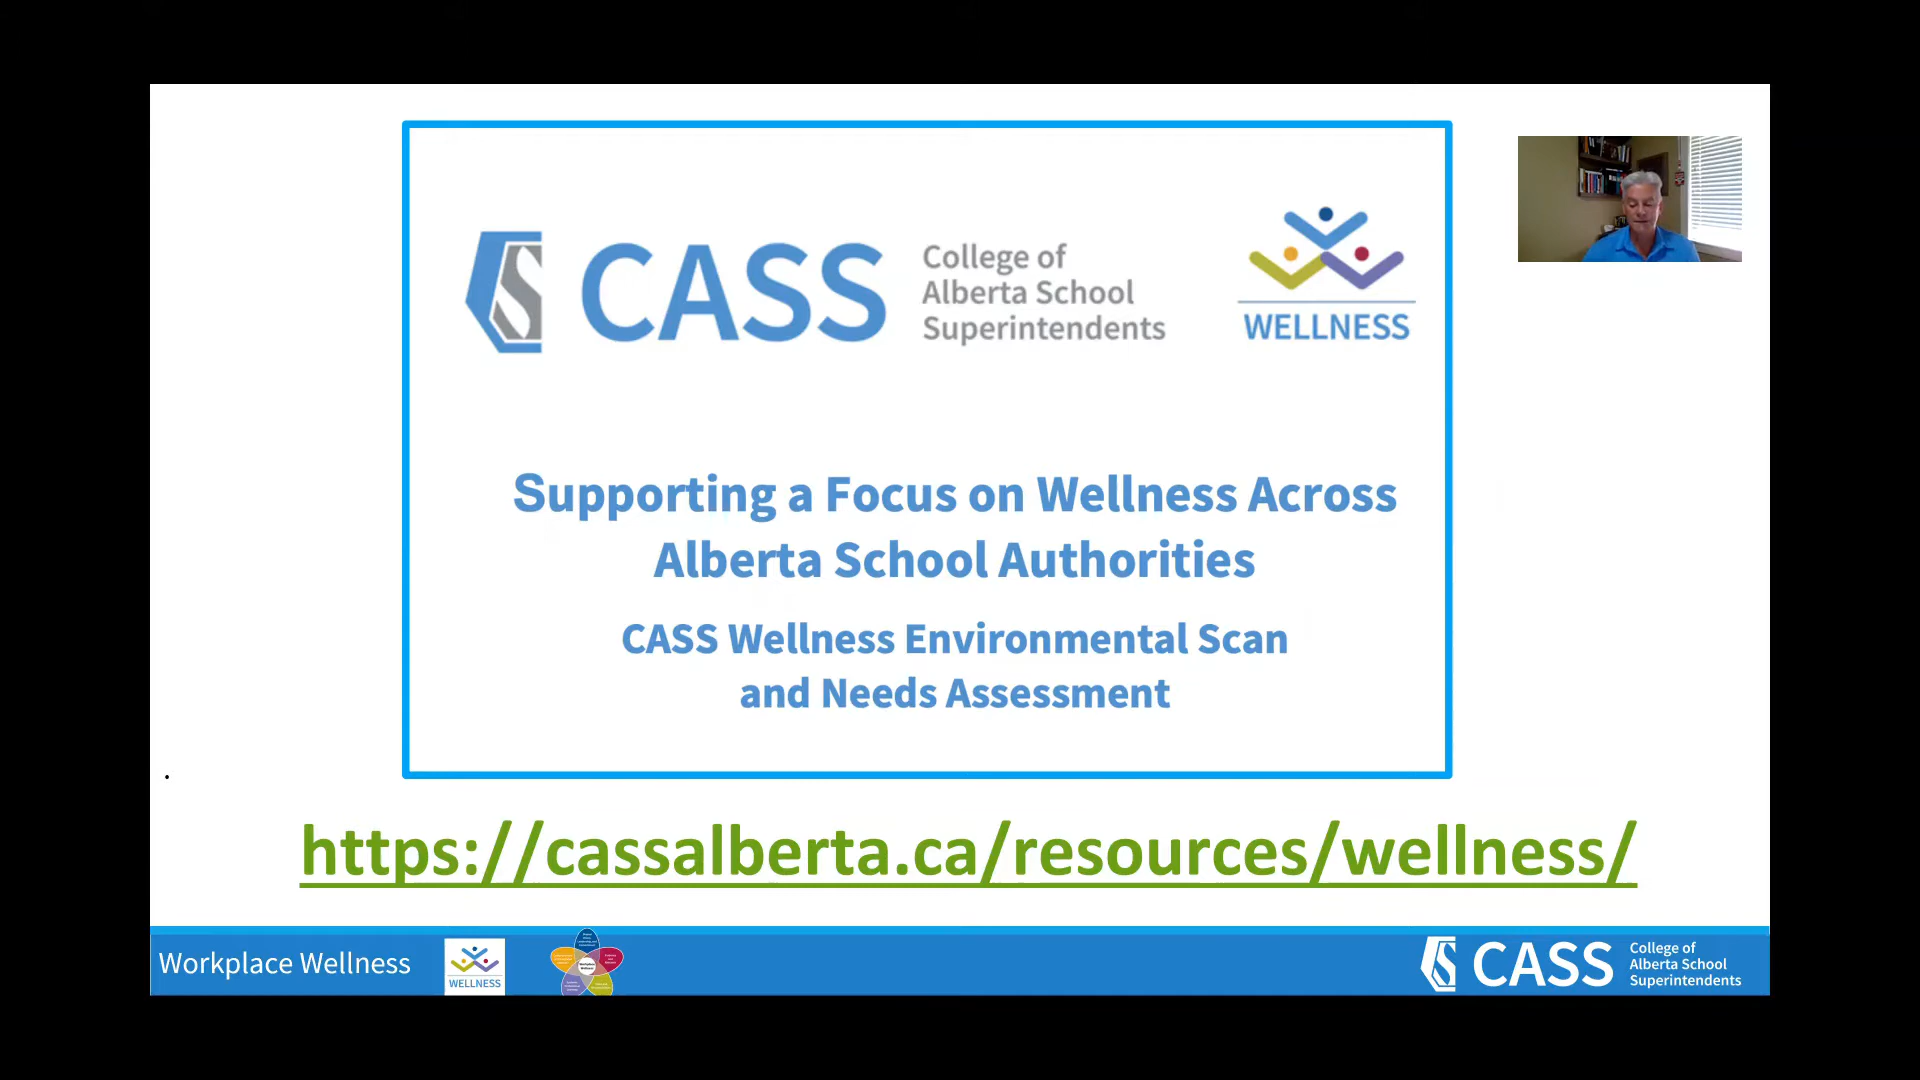 CASS
College of
Alberta School
Superintendents
WELLNESS
Supporting a Focus on Wellness Across
Alberta School Authorities
CASS Wellness Environmental Scan
and Needs Assessment
.
https://cassalberta.ca/resources/wellness/
Workplace Wellness
WELLNESS
CASS
College of
Alberta School
Superintendents